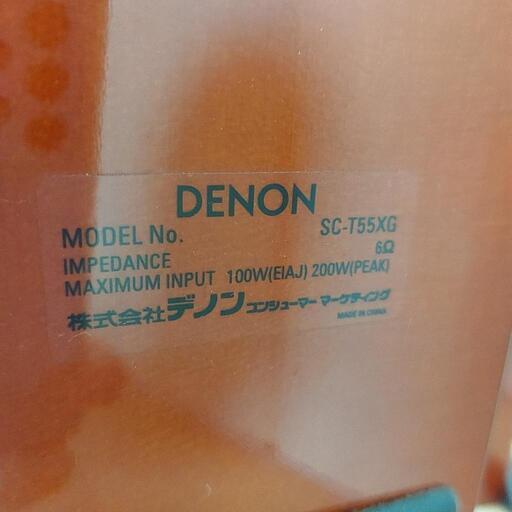 DENON
MODEL No. SC-T55XG
IMPEDANCE 6Ω
MAXIMUM INPUT 100W(EIAJ) 200W(PEAK)
株式会社デノン コンシューマー マーケティング
MADE IN CHINA